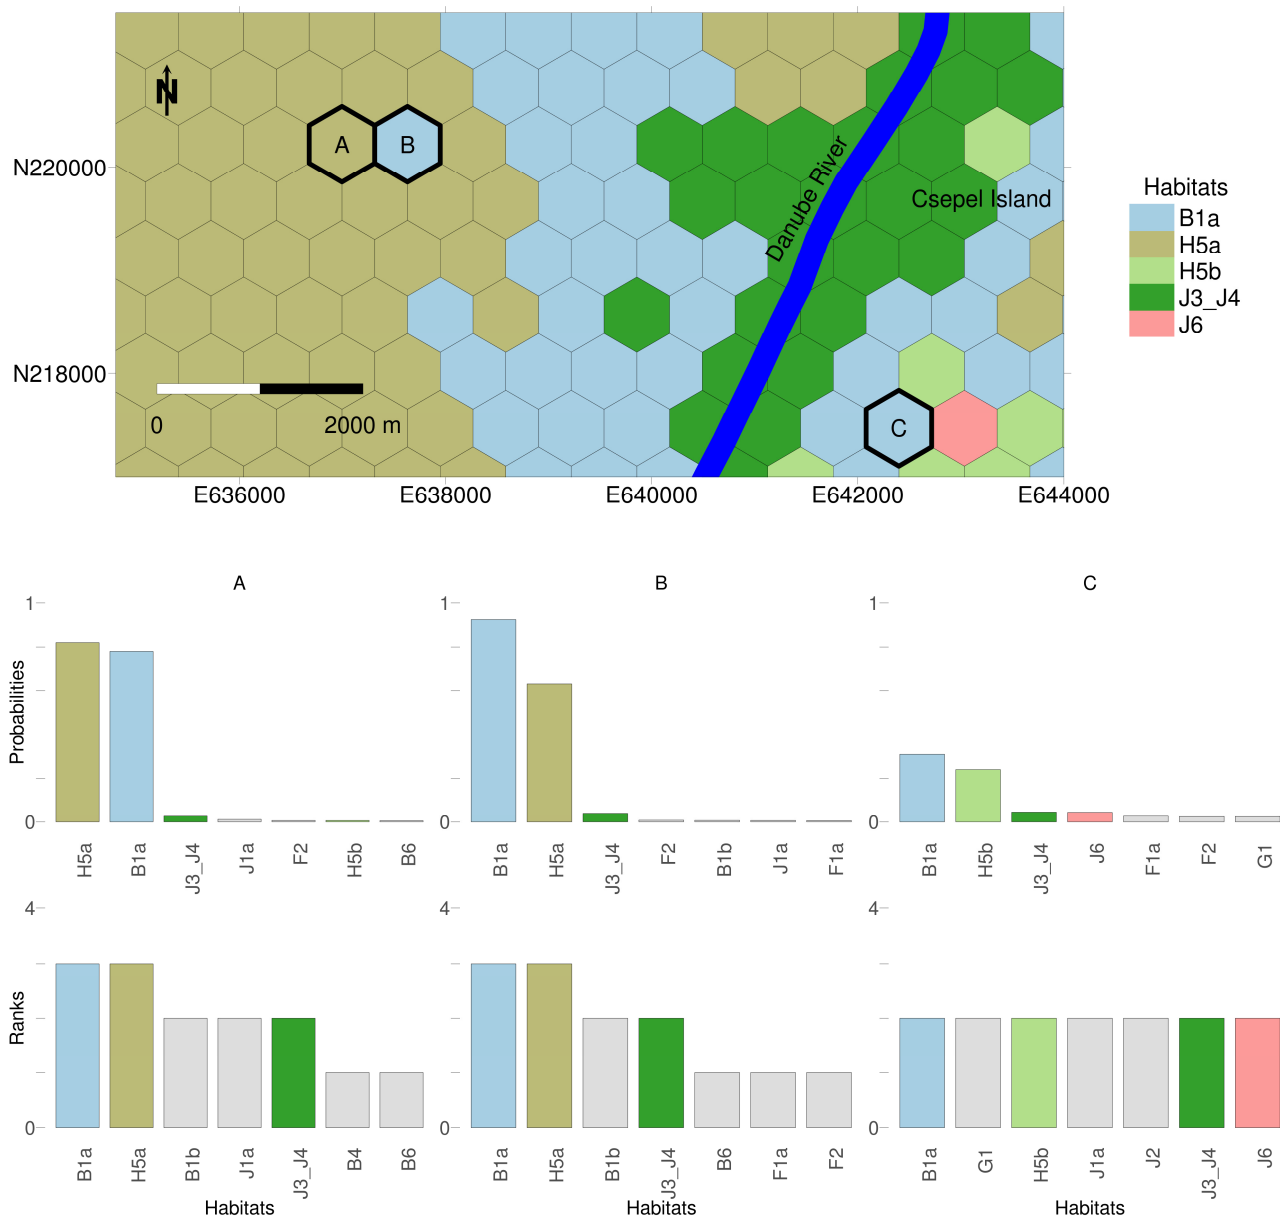 N
A
B
N220000
Danube River
Csepel Island
N218000
0
2000 m
C
E636000
E638000
E640000
E642000
E644000
Habitats
B1a
H5a
H5b
J3_J4
J6
A
B
C
Probabilities
1
0
H5a
B1a
J3_J4
J1a
F2
H5b
B6
1
0
B1a
H5a
J3_J4
F2
B1b
J1a
F1a
1
0
B1a
H5b
J3_J4
J6
F1a
F2
G1
Ranks
4
0
B1a
H5a
B1b
J1a
J3_J4
B4
B6
Habitats
4
0
B1a
H5a
B1b
J3_J4
B6
F1a
F2
Habitats
4
0
B1a
G1
H5b
J1a
J2
J3_J4
J6
Habitats